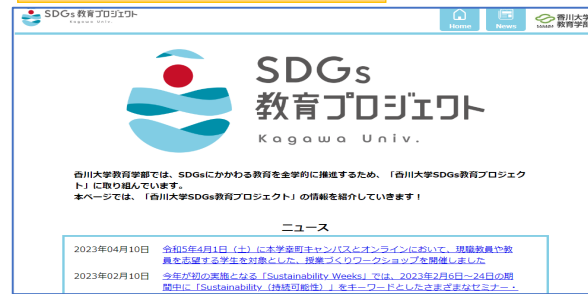 SDGs 教育プロジェクト
Kagawa Univ.
Home
News
香川大学
教育学部
SDGs
教育プロジェクト
Kagawa Univ.
香川大学教育学部では、SDGsにかかわる教育を全学的に推進するため、「香川大学SDGs教育プロジェク
ト」に取り組んでいます。
本ページでは、「香川大学SDGs教育プロジェクト」の情報を紹介していきます！
ニュース
2023年04月10日 令和5年4月1日（土）に本学幸町キャンパスとオンラインにおいて、現職教員や教
員を志望する学生を対象とした、授業づくりワークショップを開催しました
2023年02月10日 今年が初の実施となる「Sustainability Weeks」では、2023年2月6日～24日の期
間中に「Sustainability（持続可能性）」をキーワードとしたさまざまなセミナー・